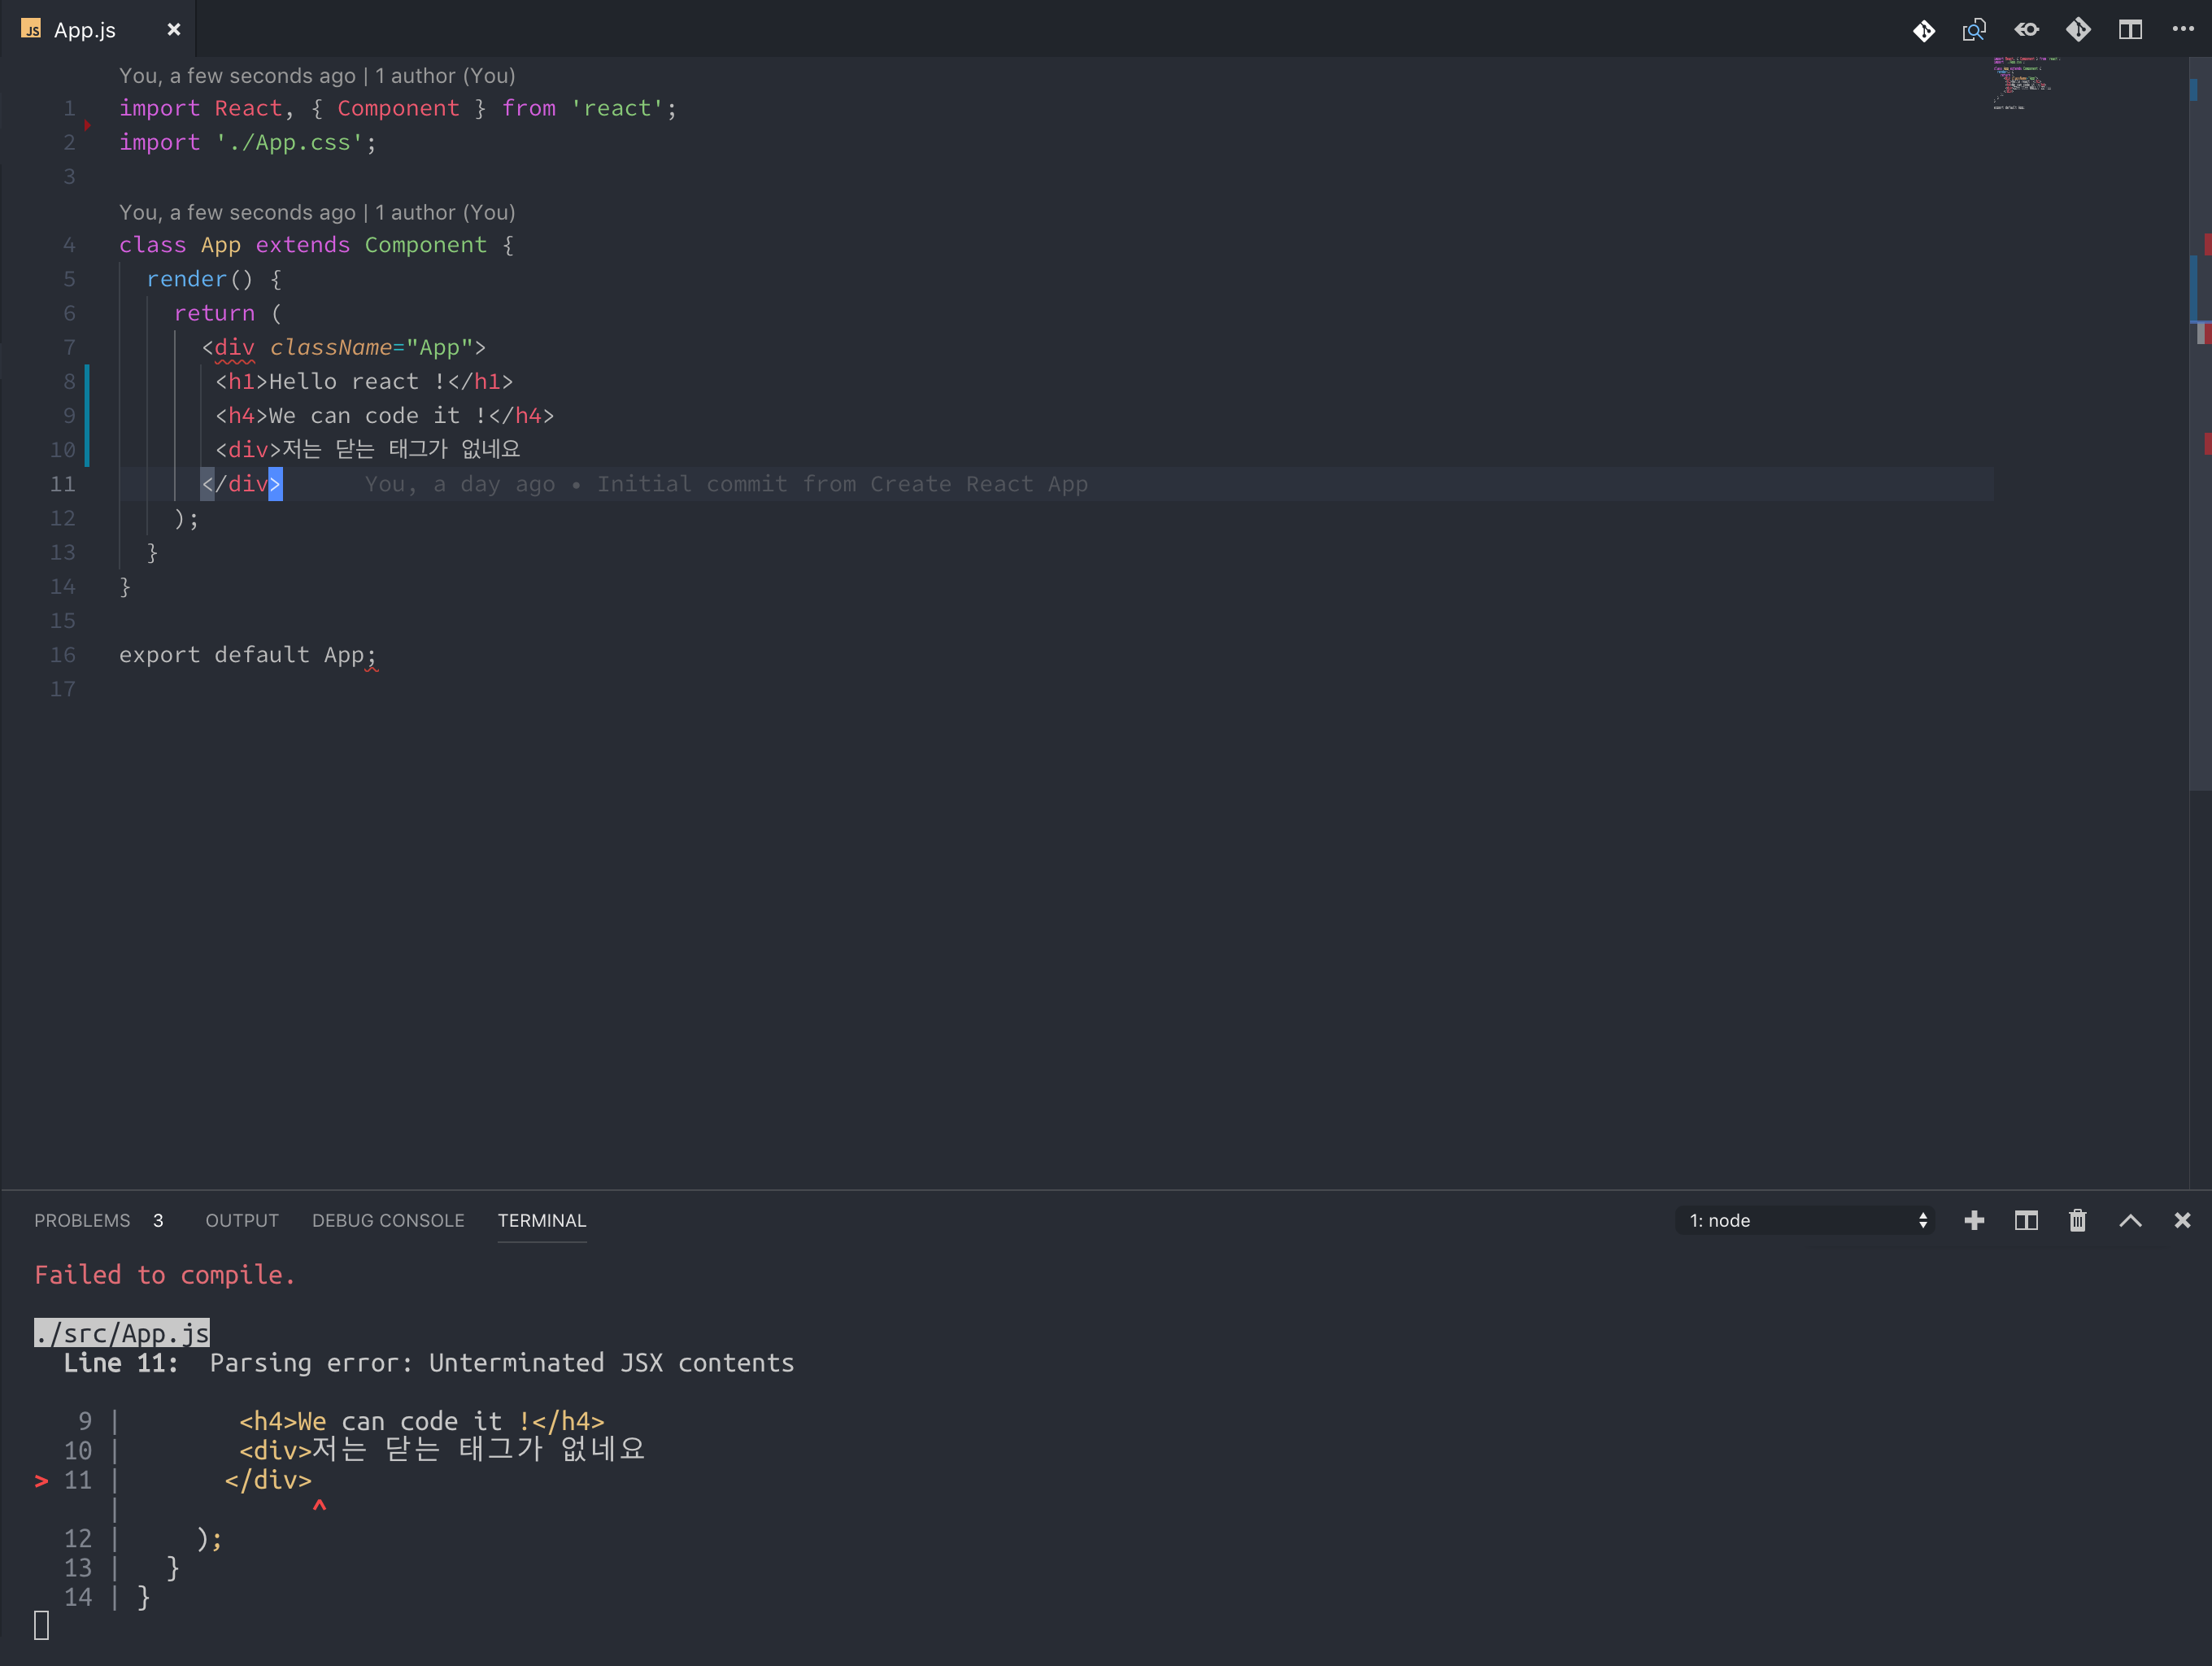 JS App.js
You, a few seconds ago | 1 author (You)
1 import React, { Component } from 'react';
2 import './App.css';
3
You, a few seconds ago | 1 author (You)
4 class App extends Component {
5 render() {
6 return (
7 <div className="App">
8 <h1>Hello react !</h1>
9 <h4>We can code it !</h4>
10 <div>저는 닫는 태그가 없네요
11 </div> You, a day ago • Initial commit from Create React App
12 );
13 }
14 }
15
16 export default App;
17
PROBLEMS 3 OUTPUT DEBUG CONSOLE TERMINAL 1: node
Failed to compile.
./src/App.js
Line 11: Parsing error: Unterminated JSX contents
9 | <h4>We can code it !</h4>
10 | <div>저는 닫는 태그가 없네요
> 11 | </div>
| ^
12 | );
13 | }
14 | }